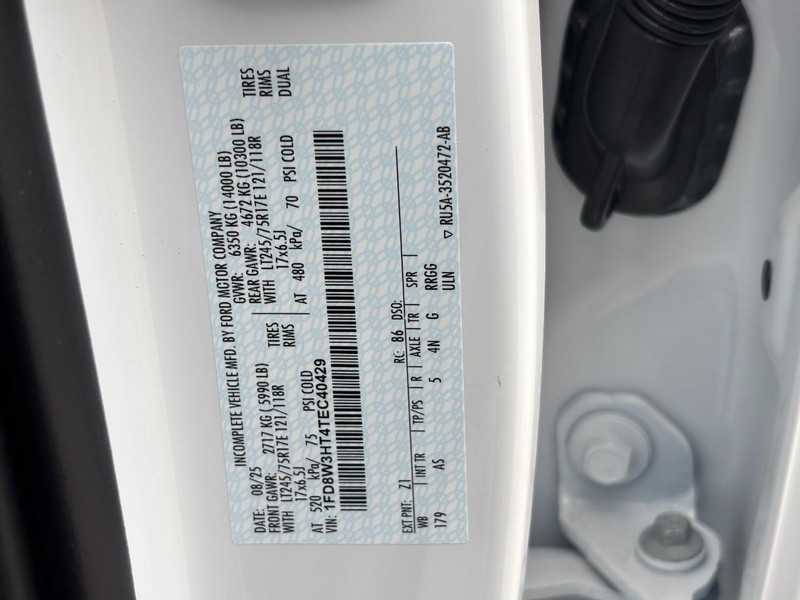 INCOMPLETE VEHICLE MFD. BY FORD MOTOR COMPANY
DATE: 08/25 GVWR: 6350 KG (14000 LB)
FRONT GAWR: 2717 KG (5990 LB) REAR GAWR: 4672 KG (10300 LB)
WITH LT245/75R17E 121/118R TIRES WITH LT245/75R17E 121/118R TIRES
17x6.5J RIMS 17x6.5J RIMS
AT 520 kPa/ 75 PSI COLD AT 480 kPa/ 70 PSI COLD DUAL
VIN: 1FD8W3HT4TEC40429
EXT PNT: Z1 RC: 86 DSO:
WB INT TR TP/PS R AXLE TR SPR
179 AS 5 4N G RRGG
ULN RU5A-3520472-AB